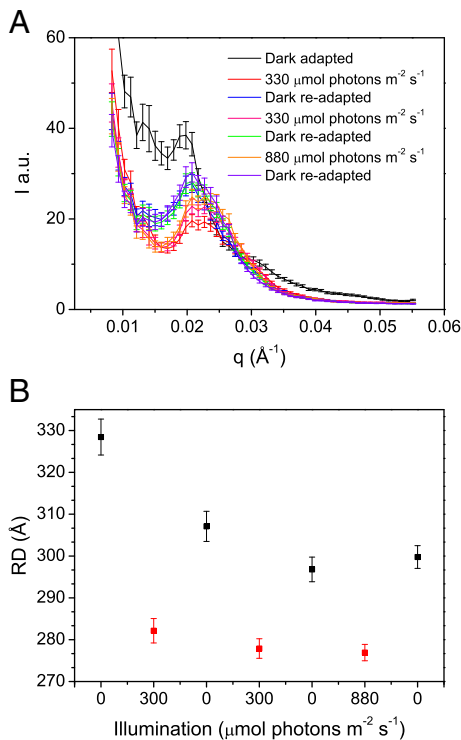 A
60
40
20
0
I a.u.
Dark adapted
330 μmol photons m⁻² s⁻¹
Dark re-adapted
330 μmol photons m⁻² s⁻¹
Dark re-adapted
880 μmol photons m⁻² s⁻¹
Dark re-adapted
0.01 0.02 0.03 0.04 0.05 0.06
q (Å⁻¹)
B
330
320
310
300
290
280
270
RD (Å)
0 300 0 300 0 880 0
Illumination (μmol photons m⁻² s⁻¹)